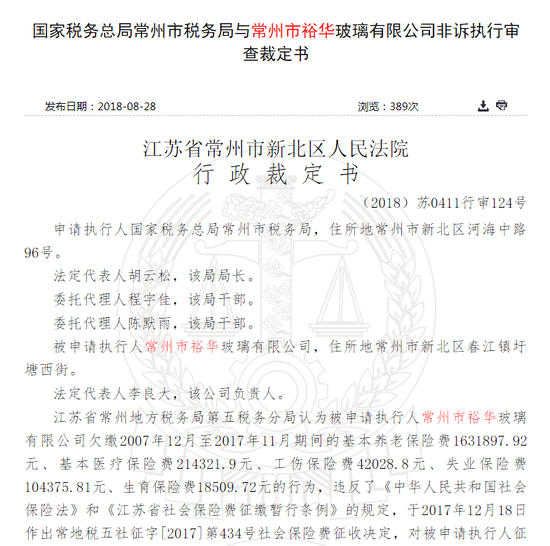 国家税务总局常州市税务局与常州市裕华玻璃有限公司非诉执行审
查裁定书
发布日期：2018-08-28
浏览：389次
江苏省常州市新北区人民法院
行 政 裁 定 书
（2018）苏0411行审124号
申请执行人国家税务总局常州市税务局，住所地常州市新北区河海中路
96号。
法定代表人胡云松，该局局长。
委托代理人程宇佳，该局干部。
委托代理人陈默雨，该局干部。
被申请执行人常州市裕华玻璃有限公司，住所地常州市新北区春江镇圩
塘西街。
法定代表人李良大，该公司负责人。
江苏省常州地方税务局第五税务分局认为被申请执行人常州市裕华玻璃
有限公司欠缴2007年12月至2017年11月期间的基本养老保险费1631897.92
元、基本医疗保险费214321.9元、工伤保险费42028.8元、失业保险费
104375.81元、生育保险费18509.72元的行为，违反了《中华人民共和国社会
保险法》和《江苏省社会保险费征缴暂行条例》的规定，于2017年12月18日
作出常地税五社征字[2017]第434号社会保险费征收决定，对被申请执行人征